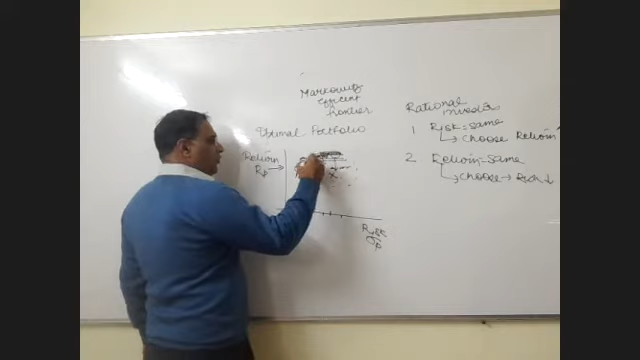 Markowitz
Efficient
frontier
Optimal Portfolio
Return
Rp
Risk
σp
Rational
investor
1 Risk = same
↳ choose Return ↑
2 Return = same
↳ choose → Risk ↓